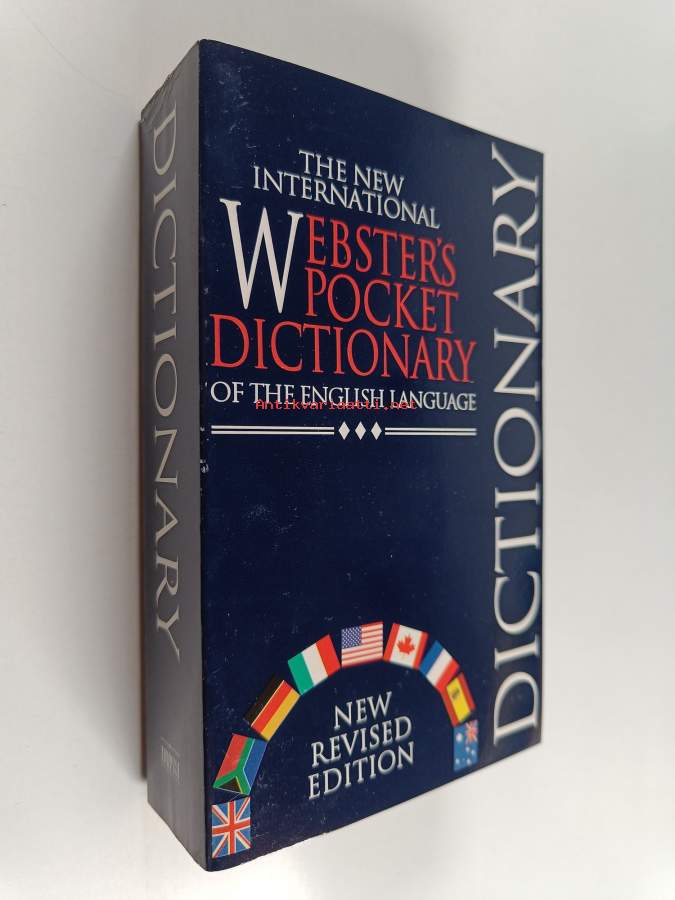 DICTIONARY
THE NEW
INTERNATIONAL
WEBSTER'S
POCKET
DICTIONARY
OF THE ENGLISH LANGUAGE
Antikvariaatti.net
NEW
REVISED
EDITION
DICTIONARY